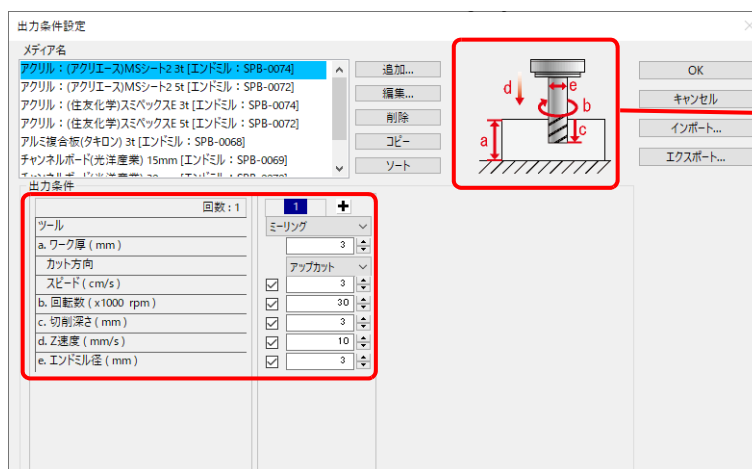 出力条件設定
メディア名
アクリル：(アクリエース)MSシート2 3t [エンドミル：SPB-0074]
アクリル：(アクリエース)MSシート2 5t [エンドミル：SPB-0072]
アクリル：(住友化学)スミペックスE 3t [エンドミル：SPB-0074]
アクリル：(住友化学)スミペックスE 5t [エンドミル：SPB-0072]
アルミ複合板(タキロン) 3t [エンドミル：SPB-0068]
チャンネルボード(光洋産業) 15mm [エンドミル：SPB-0069]
追加...
編集...
削除
コピー
ソート
d
e
b
a
c
OK
キャンセル
インポート...
エクスポート...
出力条件
回数：1
1
ツール
ミーリング
a. ワーク厚 ( mm )
3
カット方向
アップカット
スピード ( cm/s )
3
b. 回転数 ( x1000 rpm )
30
c. 切削深さ ( mm )
3
d. Z速度 ( mm/s )
10
e. エンドミル径 ( mm )
3